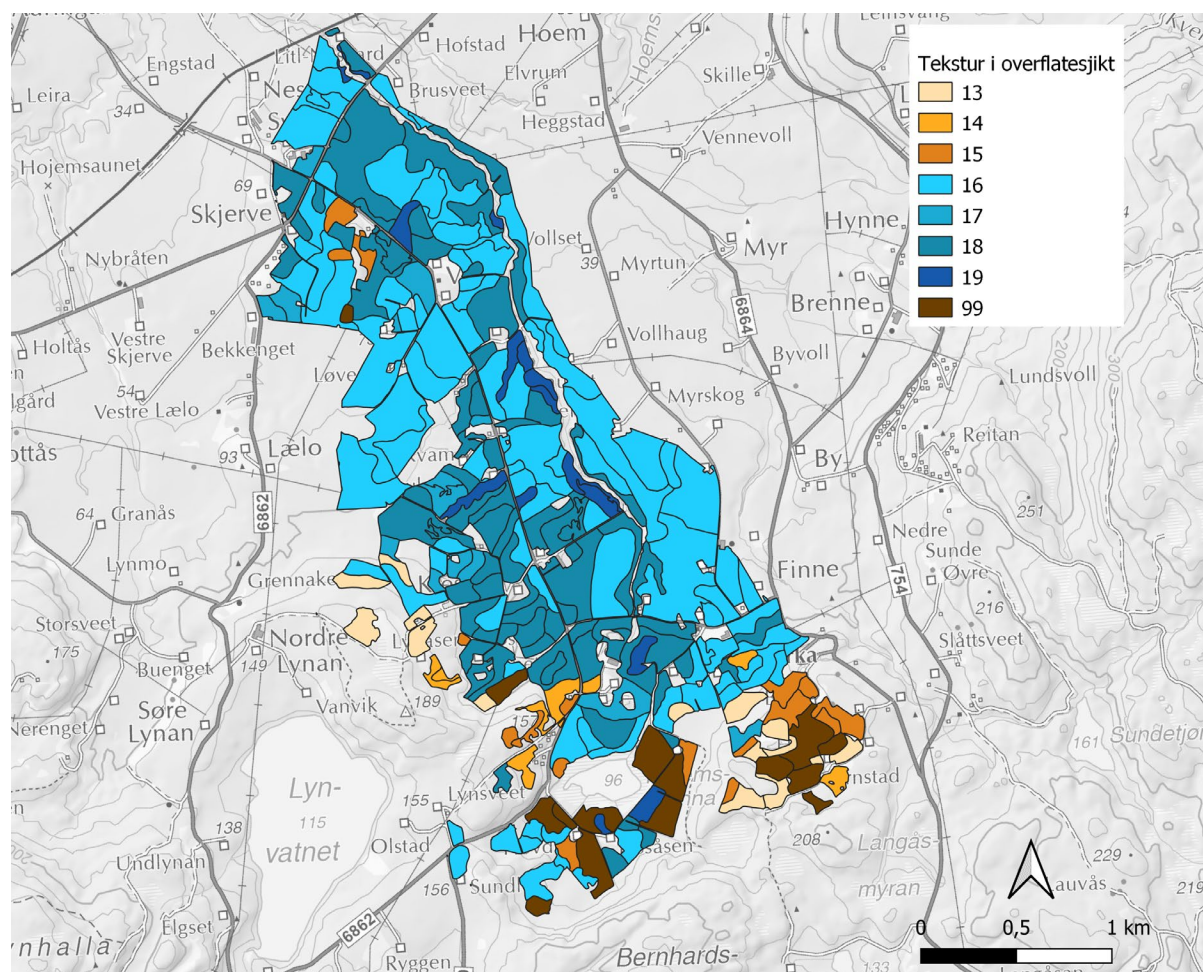 Hofstad
Hoem
Engstad
Elvrum
Skille
Leira
34
Brusveet
Heggstad
Vennevoll
Hojemsaunet
69
Skjerve
Hynne
Myr
Vollset
39
Myrtun
Nybråten
Brenne
6864
Vestre
Skjerve
Vollhaug
Holtås
Bekkenget
Byvoll
Lundsvoll
54
Vestre Lælo
Myrskog
Reitan
93
Lælo
By
6862
64
Granås
251
Nedre
Sunde
Øvre
Lynmo
Finne
754
216
Storsveet
175
Nordre
Lynan
Slåttsveet
Buenget
149
Vanvik
189
Nerenget
Søre
Lynan
157
161
Lynsveet
96
155
Lyn-
115
vatnet
138
Olstad
208
Langås-
Undlynan
229
myran
156
Elgset
6862
Ryggen
Bernhards-
133
Tekstur i overflatesjikt
13
14
15
16
17
18
19
99
0
0,5
1 km